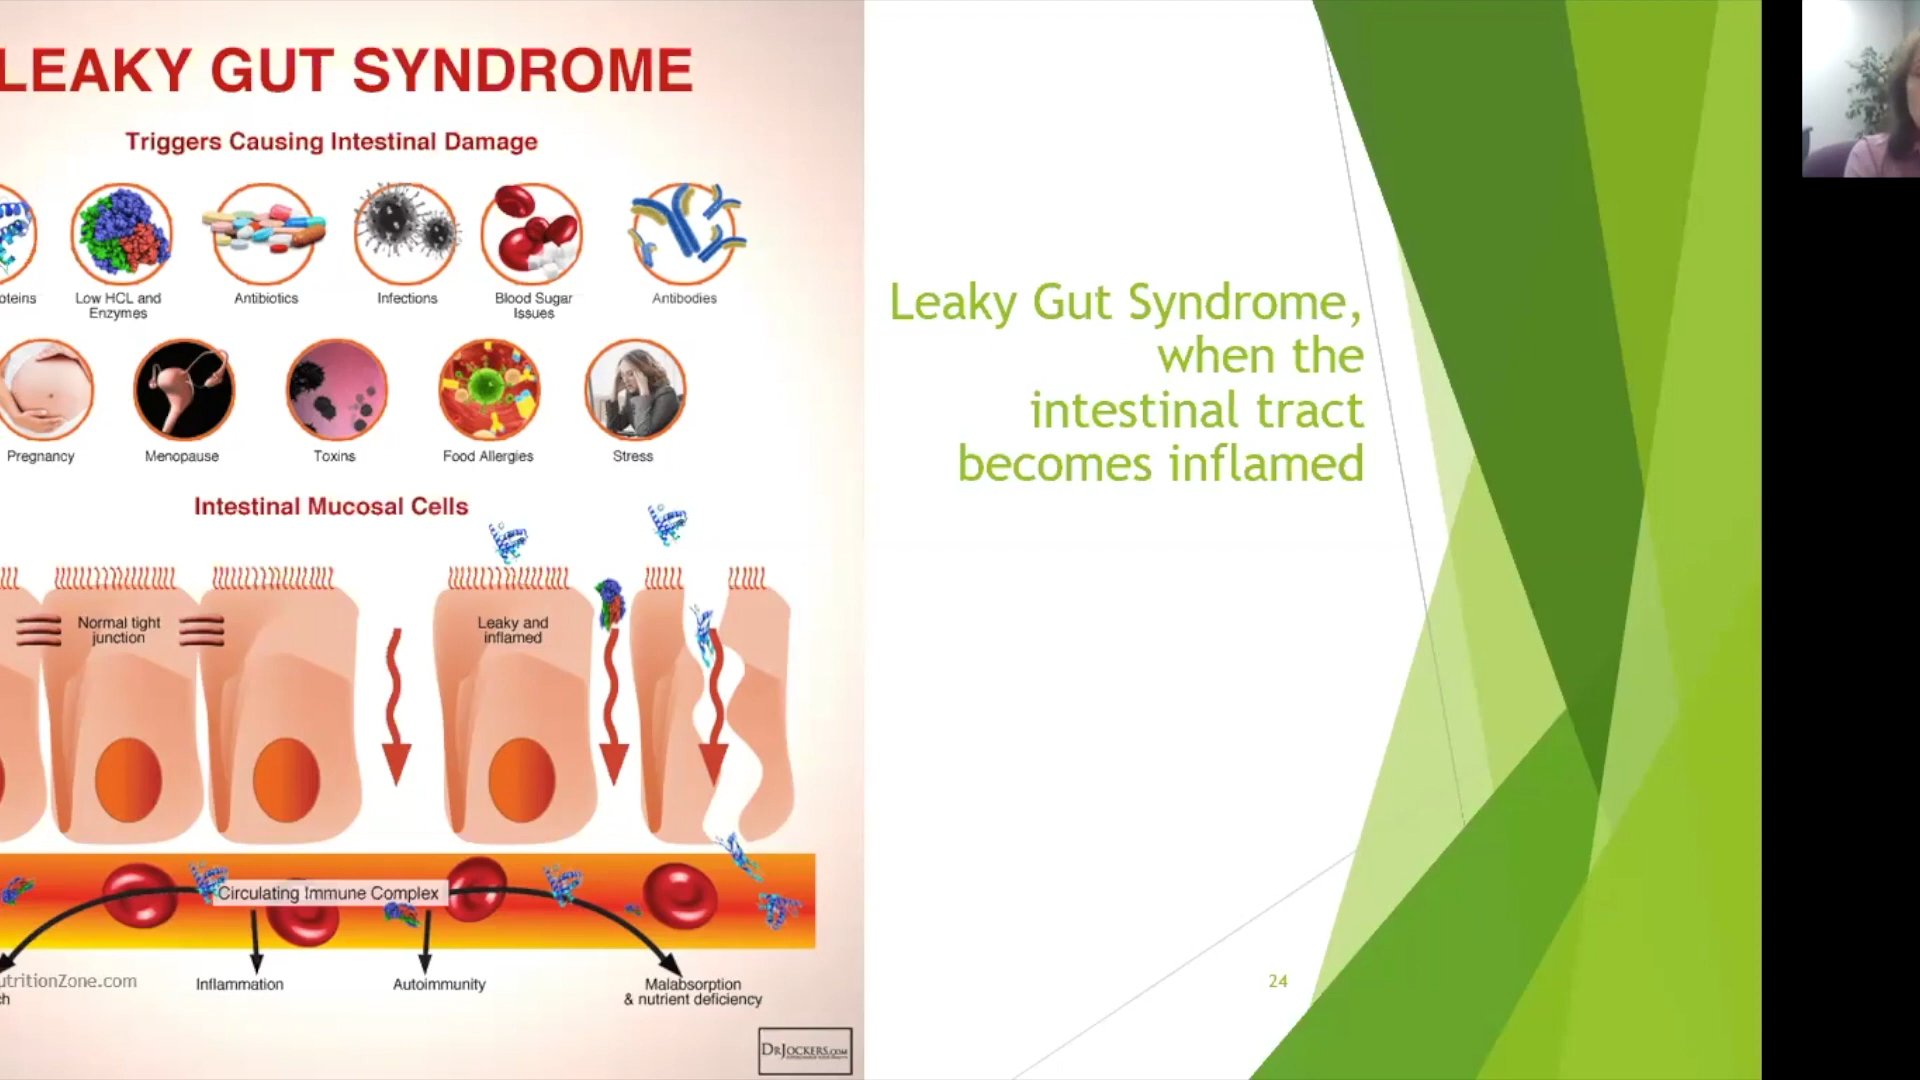 LEAKY GUT SYNDROME
Triggers Causing Intestinal Damage
oteins
Low HCL and
Enzymes
Antibiotics
Infections
Blood Sugar
Issues
Antibodies
Pregnancy
Menopause
Toxins
Food Allergies
Stress
Intestinal Mucosal Cells
Normal tight
junction
Leaky and
inflamed
Circulating Immune Complex
utritionZone.com
ch
Inflammation
Autoimmunity
Malabsorption
& nutrient deficiency
DRJOCKERS.COM
Leaky Gut Syndrome,
when the
intestinal tract
becomes inflamed
24